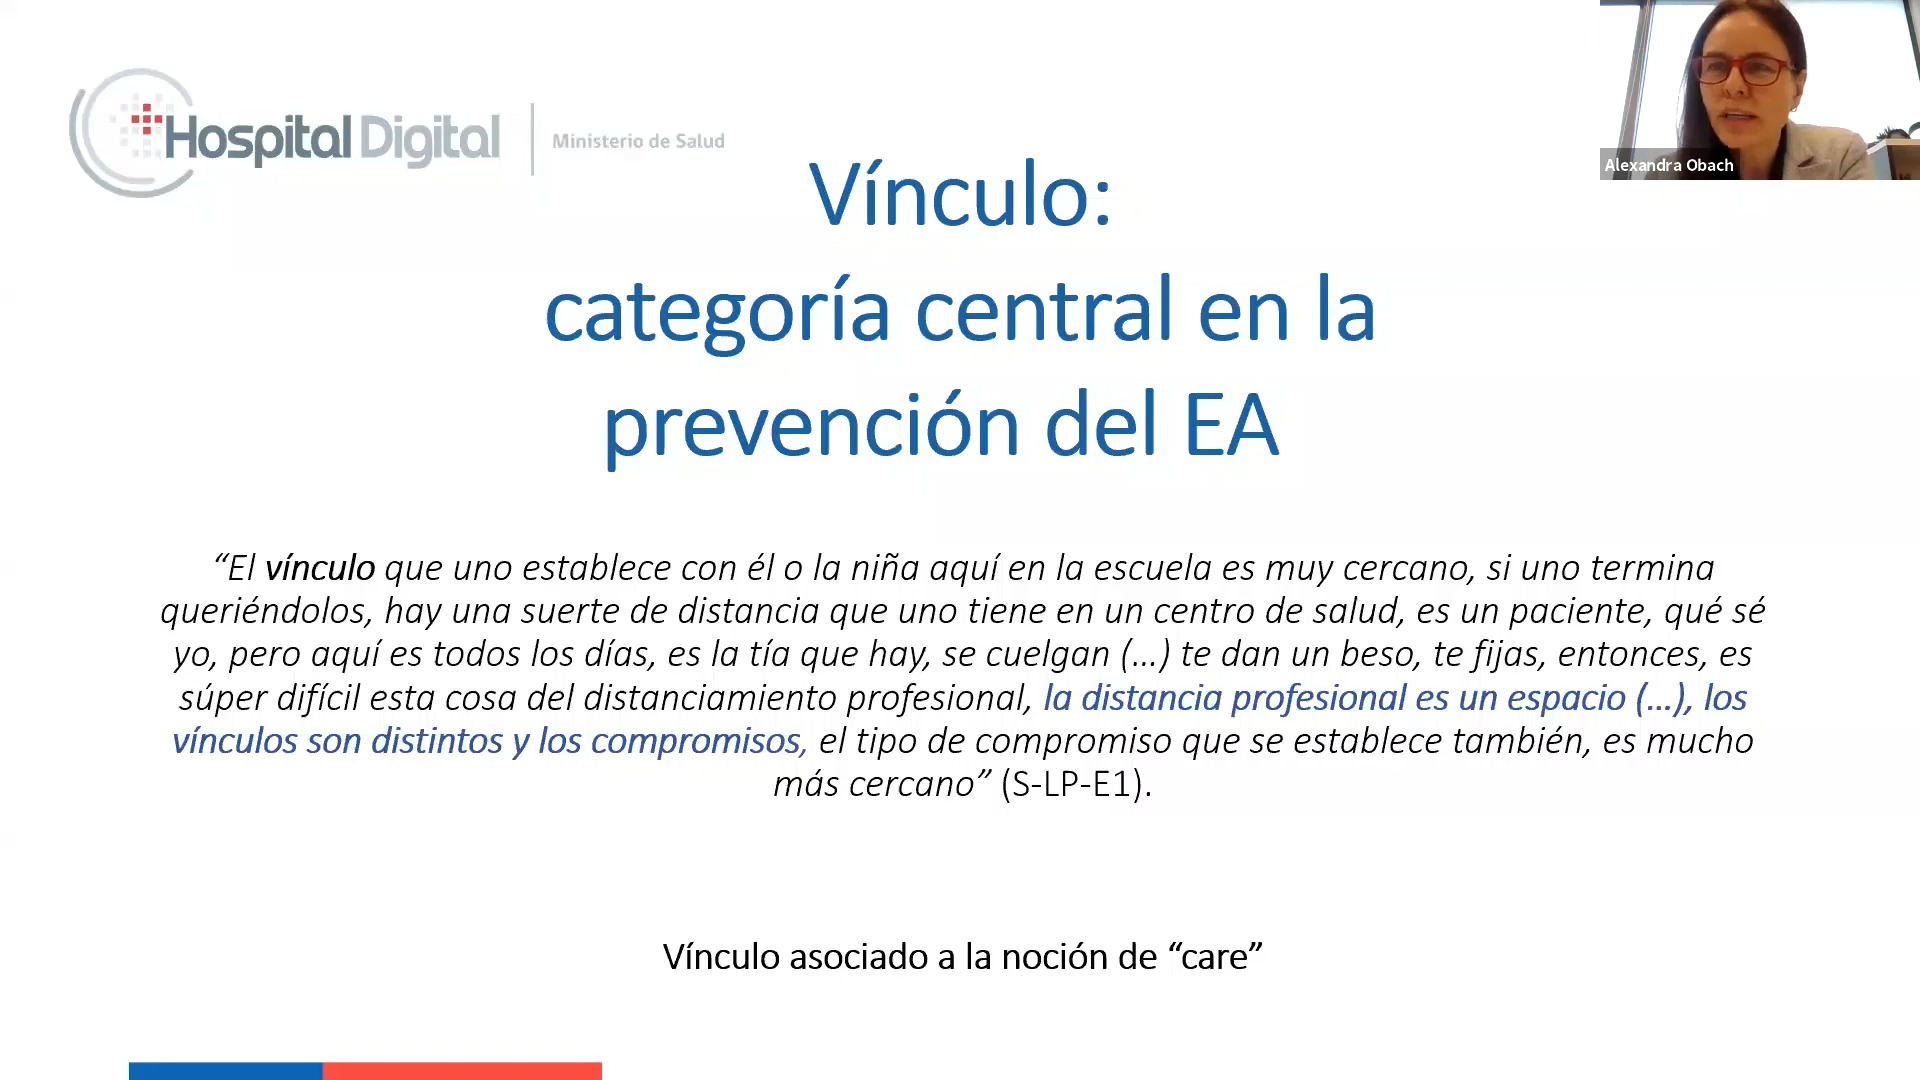 Hospital Digital
Ministerio de Salud
Alexandra Obach
Vínculo:
categoría central en la
prevención del EA
“El vínculo que uno establece con él o la niña aquí en la escuela es muy cercano, si uno termina
queriéndolos, hay una suerte de distancia que uno tiene en un centro de salud, es un paciente, qué sé
yo, pero aquí es todos los días, es la tía que hay, se cuelgan (…) te dan un beso, te fijas, entonces, es
súper difícil esta cosa del distanciamiento profesional, la distancia profesional es un espacio (…), los
vínculos son distintos y los compromisos, el tipo de compromiso que se establece también, es mucho
más cercano” (S-LP-E1).
Vínculo asociado a la noción de “care”